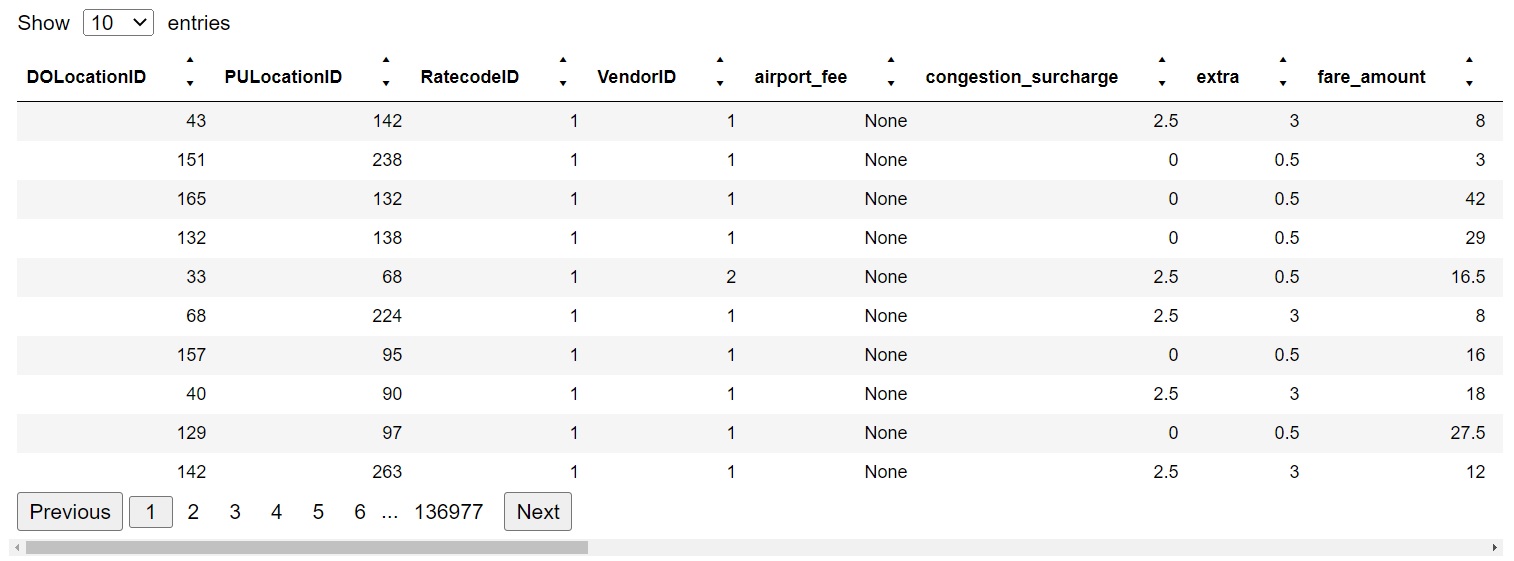 Show 10 entries
DOLocationID PULocationID RatecodeID VendorID airport_fee congestion_surcharge extra fare_amount
43 142 1 1 None 2.5 3 8
151 238 1 1 None 0 0.5 3
165 132 1 1 None 0 0.5 42
132 138 1 1 None 0 0.5 29
33 68 1 2 None 2.5 0.5 16.5
68 224 1 1 None 2.5 3 8
157 95 1 1 None 0 0.5 16
40 90 1 1 None 2.5 3 18
129 97 1 1 None 0 0.5 27.5
142 263 1 1 None 2.5 3 12
Previous 1 2 3 4 5 6 ... 136977 Next